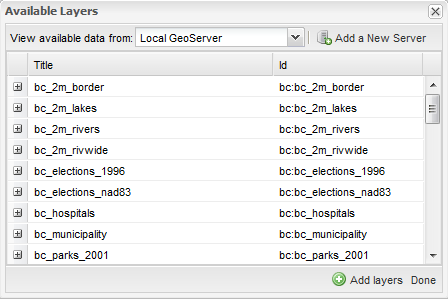 Available Layers
View available data from: Local GeoServer Add a New Server
Title Id
bc_2m_border bc:bc_2m_border
bc_2m_lakes bc:bc_2m_lakes
bc_2m_rivers bc:bc_2m_rivers
bc_2m_rivwide bc:bc_2m_rivwide
bc_elections_1996 bc:bc_elections_1996
bc_elections_nad83 bc:bc_elections_nad83
bc_hospitals bc:bc_hospitals
bc_municipality bc:bc_municipality
bc_parks_2001 bc:bc_parks_2001
Add layers Done